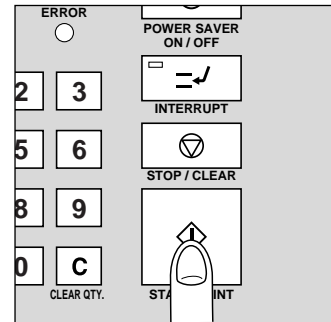 ERROR
POWER SAVER
ON / OFF
2 3
INTERRUPT
5 6
STOP / CLEAR
8 9
0 C
CLEAR QTY.